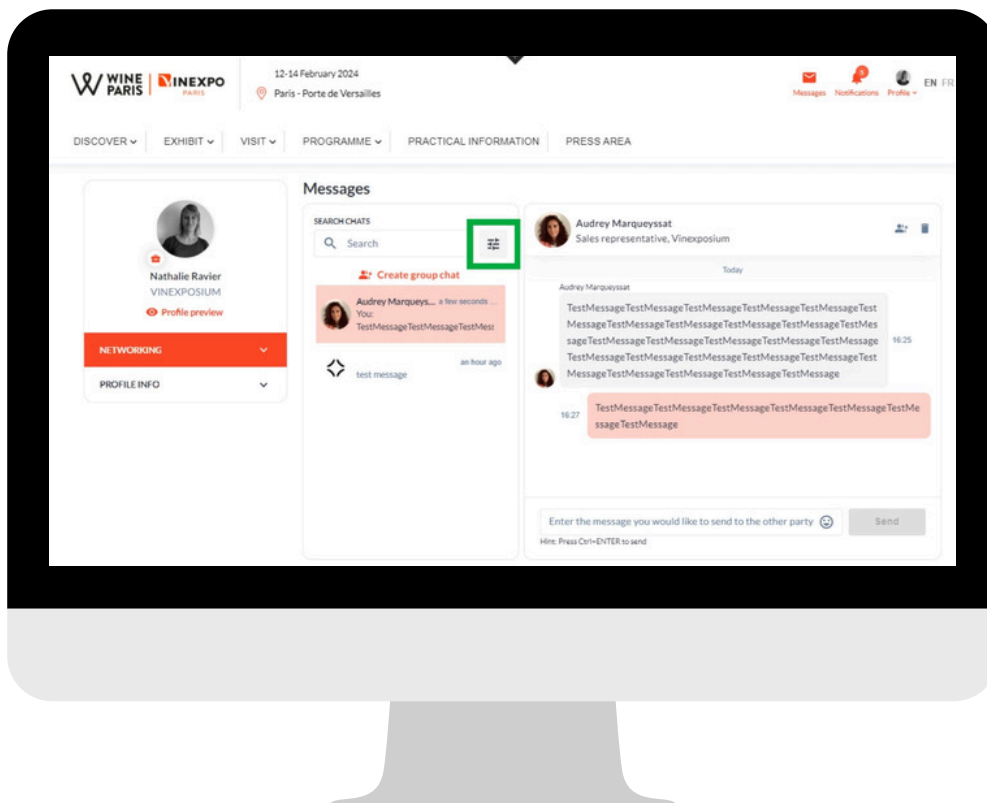 WINE PARIS
VINEXPO
PARIS
12-14 February 2024
Paris - Porte de Versailles
Messages
Notifications
Profile
EN FR
DISCOVER
EXHIBIT
VISIT
PROGRAMME
PRACTICAL INFORMATION
PRESS AREA
Nathalie Ravier
VINEXPOSIUM
Profile preview
NETWORKING
PROFILE INFO
Messages
SEARCH CHATS
Search
Create group chat
Audrey Marqueys... a few seconds ...
You:
TestMessageTestMessageTestMess
an hour ago
test message
Audrey Marqueyssat
Sales representative, Vinexposium
Today
Audrey Marqueyssat
TestMessageTestMessageTestMessageTestMessageTestMessageTest
MessageTestMessageTestMessageTestMessageTestMessageTestMes
sageTestMessageTestMessageTestMessageTestMessageTestMessage
TestMessageTestMessageTestMessageTestMessageTestMessageTest
MessageTestMessageTestMessageTestMessageTestMessage
16:25
16:27
TestMessageTestMessageTestMessageTestMessageTestMessageTestMe
ssageTestMessage
Enter the message you would like to send to the other party
Send
Hint: Press Ctrl+ENTER to send